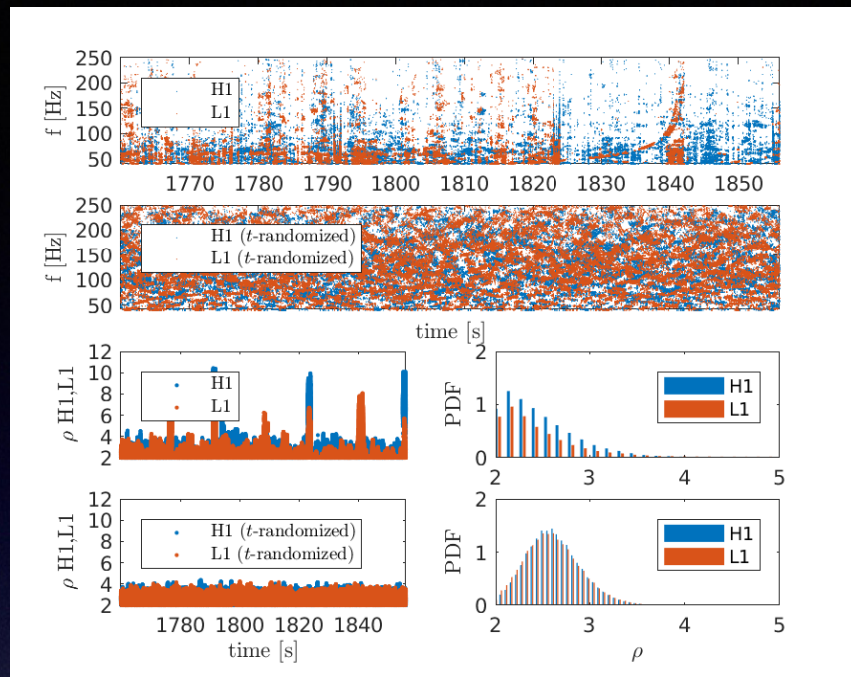 f [Hz]
250
200
150
100
50
H1
L1
1770 1780 1790 1800 1810 1820 1830 1840 1850
f [Hz]
250
200
150
100
50
H1 (t-randomized)
L1 (t-randomized)
time [s]
ρ H1,L1
12
10
8
6
4
2
H1
L1
PDF
2
1
0
H1
L1
2 3 4 5
ρ H1,L1
12
10
8
6
4
2
H1 (t-randomized)
L1 (t-randomized)
1780 1800 1820 1840
time [s]
PDF
2
1
0
H1
L1
2 3 4 5
ρ